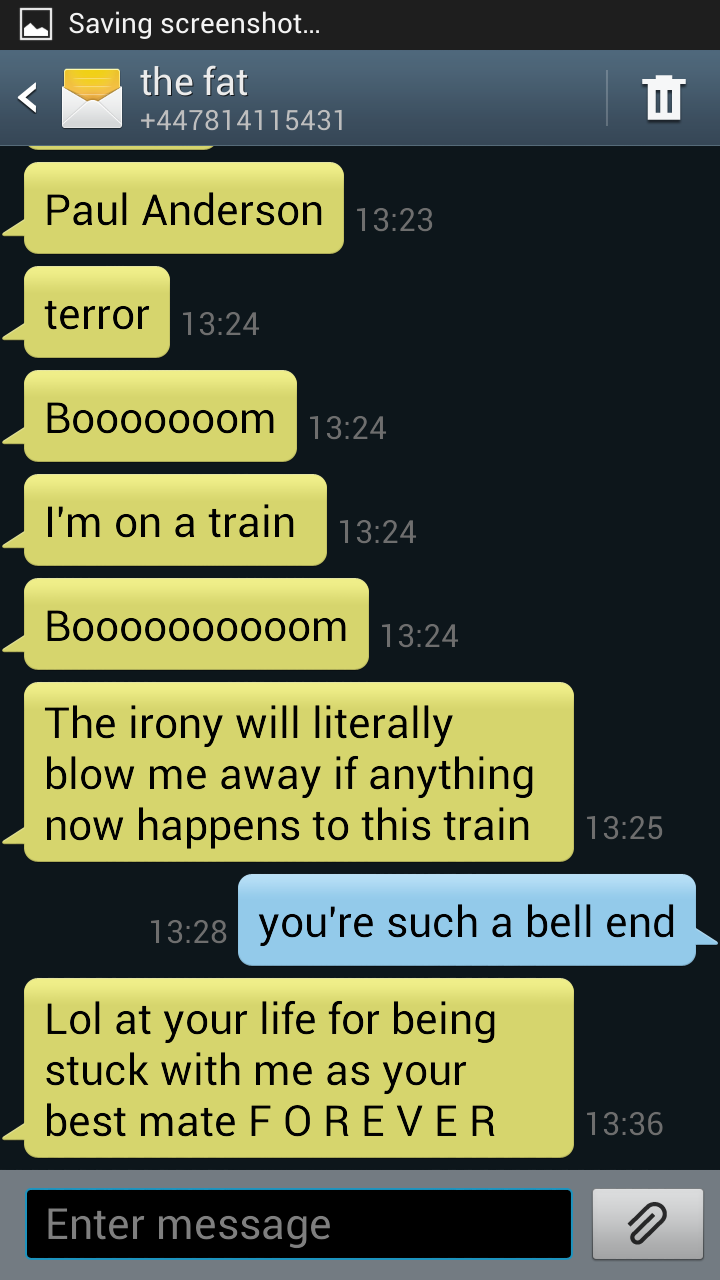 Saving screenshot...
the fat
+447814115431
Paul Anderson
13:23
terror
13:24
Booooooom
13:24
I'm on a train
13:24
Boooooooooom
13:24
The irony will literally
blow me away if anything
now happens to this train
13:25
you're such a bell end
13:28
Lol at your life for being
stuck with me as your
best mate F O R E V E R
13:36
Enter message